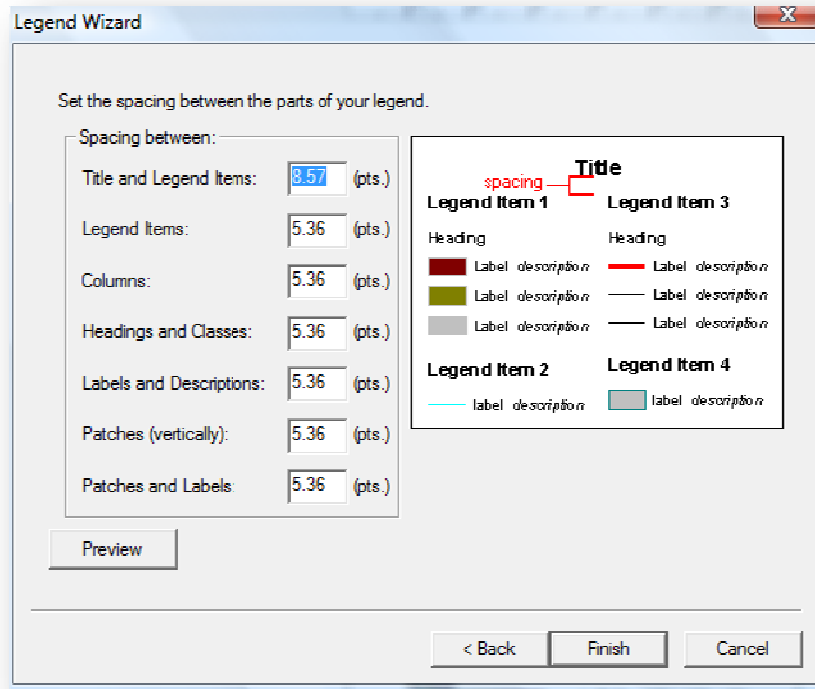 Legend Wizard
X
Set the spacing between the parts of your legend.
Spacing between:
Title and Legend Items: 8.57 (pts.)
Legend Items: 5.36 (pts.)
Columns: 5.36 (pts.)
Headings and Classes: 5.36 (pts.)
Labels and Descriptions: 5.36 (pts.)
Patches (vertically): 5.36 (pts.)
Patches and Labels: 5.36 (pts.)
Title
spacing
Legend Item 1
Heading
Label description
Label description
Label description
Legend Item 2
label description
Legend Item 3
Heading
Label description
Label description
Label description
Legend Item 4
label description
Preview
< Back Finish Cancel